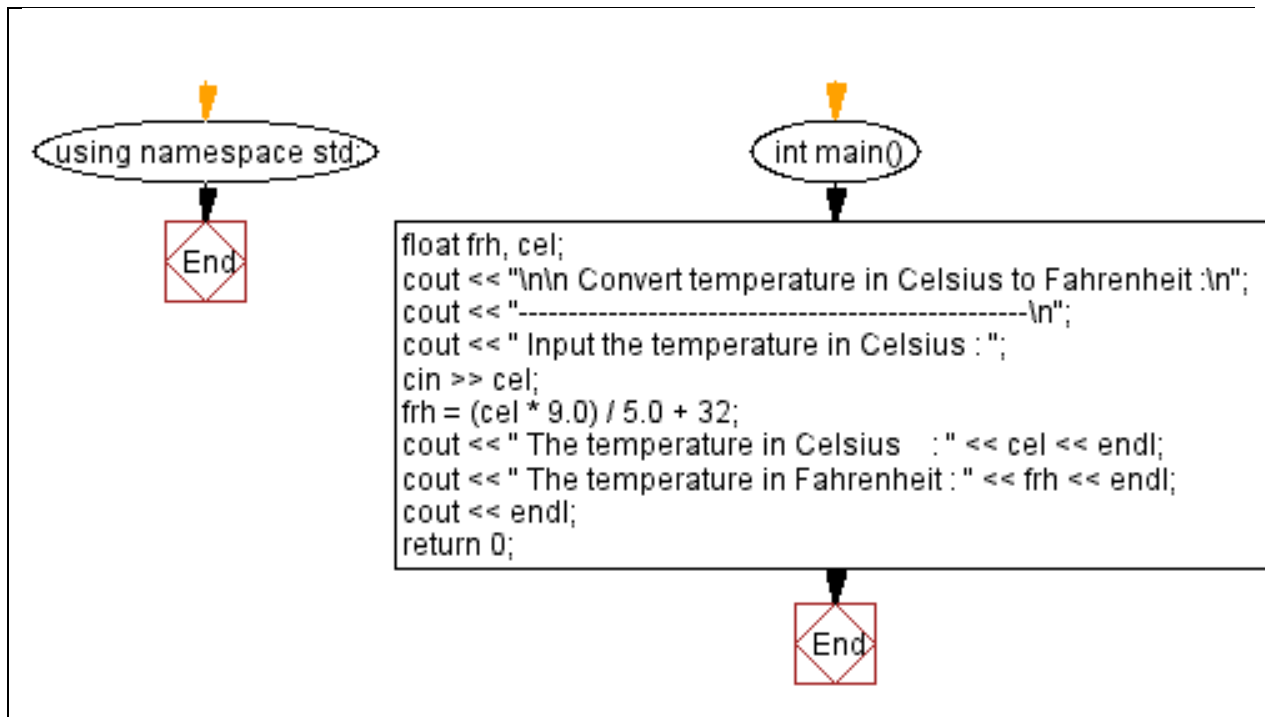 using namespace std;
End
int main()
float frh, cel;
cout << "\n\n Convert temperature in Celsius to Fahrenheit :\n";
cout << "---------------------------------------------------\n";
cout << " Input the temperature in Celsius : ";
cin >> cel;
frh = (cel * 9.0) / 5.0 + 32;
cout << " The temperature in Celsius    : " << cel << endl;
cout << " The temperature in Fahrenheit : " << frh << endl;
cout << endl;
return 0;
End